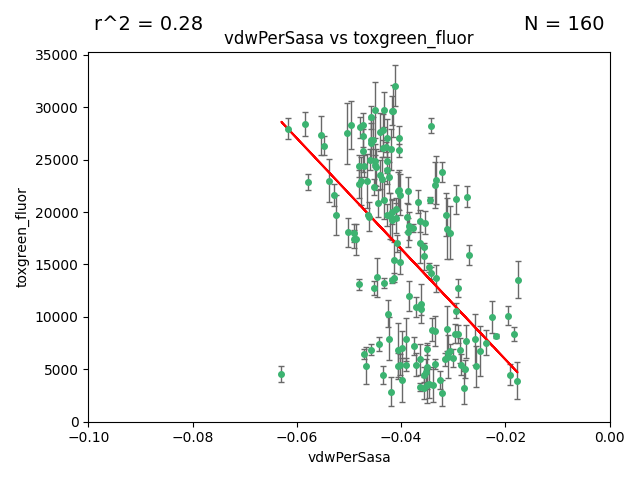 r^2 = 0.28
N = 160
vdwPerSasa vs toxgreen_fluor
35000
30000
25000
20000
15000
10000
5000
0
toxgreen_fluor
−0.10
−0.08
−0.06
−0.04
−0.02
0.00
vdwPerSasa